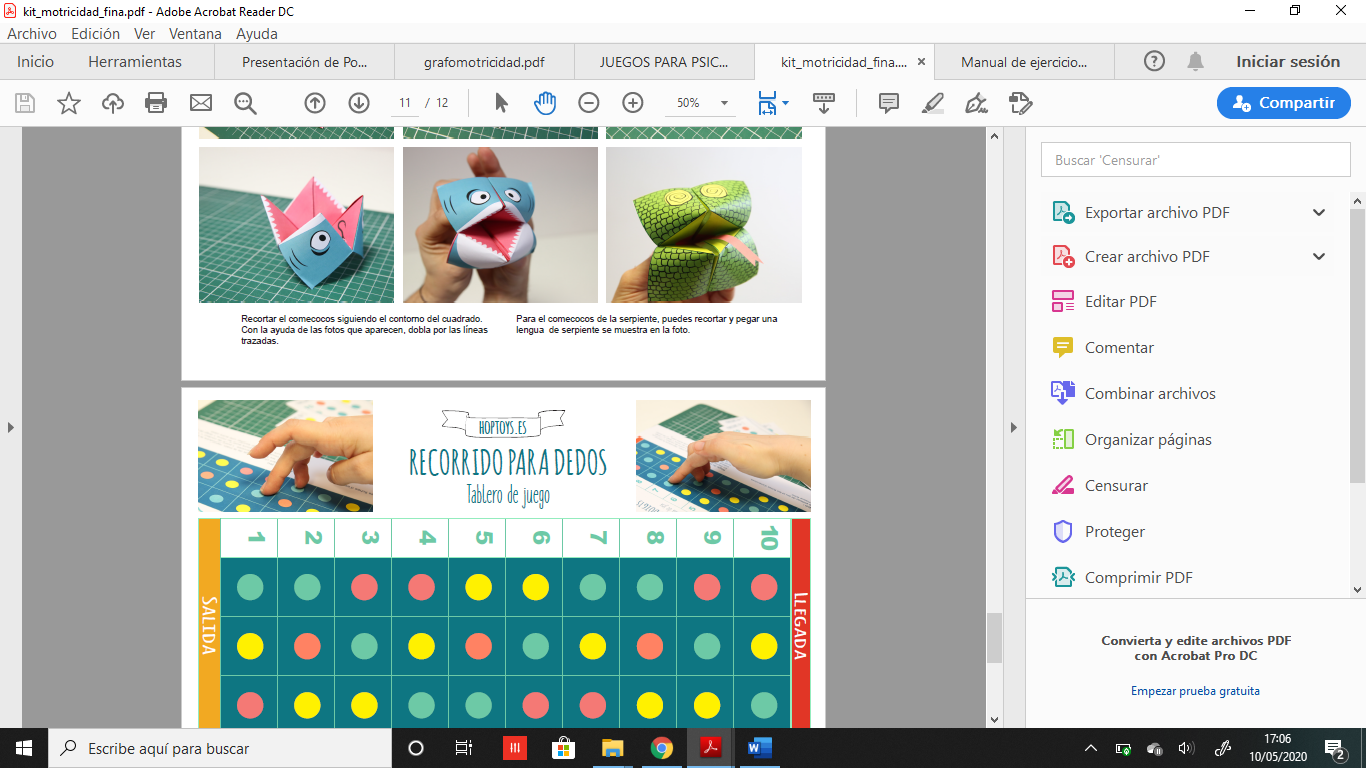 kit_motricidad_fina.pdf - Adobe Acrobat Reader DC
Archivo Edición Ver Ventana Ayuda
Inicio Herramientas Presentación de Po... grafomotricidad.pdf JUEGOS PARA PSIC... kit_motricidad_fina.... Manual de ejercicio... Iniciar sesión
11 / 12 50% Compartir
Buscar 'Censurar'
Exportar archivo PDF
Crear archivo PDF
Editar PDF
Comentar
Combinar archivos
Organizar páginas
Censurar
Proteger
Comprimir PDF
Convierta y edite archivos PDF
con Acrobat Pro DC
Empezar prueba gratuita
Recortar el comecocos siguiendo el contorno del cuadrado.
Con la ayuda de las fotos que aparecen, dobla por las líneas
trazadas.
Para el comecocos de la serpiente, puedes recortar y pegar una
lengua de serpiente se muestra en la foto.
HOPTOYS.ES
RECORRIDO PARA DEDOS
Tablero de juego
1 2 3 4 5 6 7 8 9 10
SALIDA
LLEGADA
Escribe aquí para buscar
17:06
10/05/2020
2